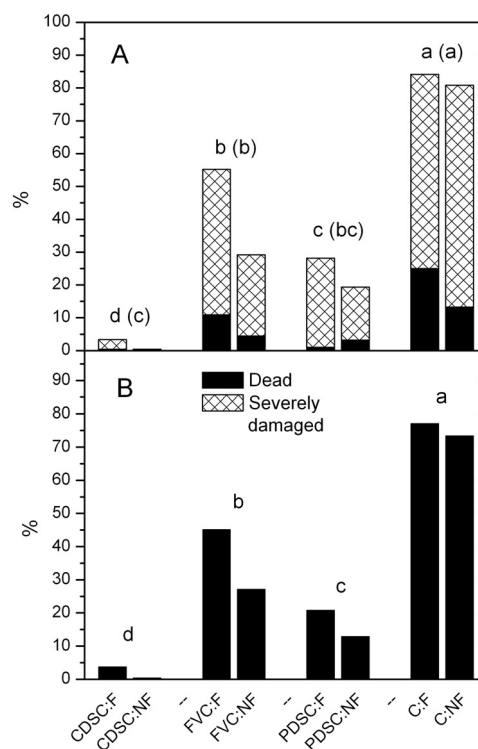 100
90
80
70
60
50
40
30
20
10
0
%
A
a (a)
b (b)
c (bc)
d (c)
90
80
70
60
50
40
30
20
10
0
%
B
Dead
Severely
damaged
a
b
c
d
CDSC:F
CDSC:NF
--
FVC:F
FVC:NF
--
PDSC:F
PDSC:NF
--
C:F
C:NF